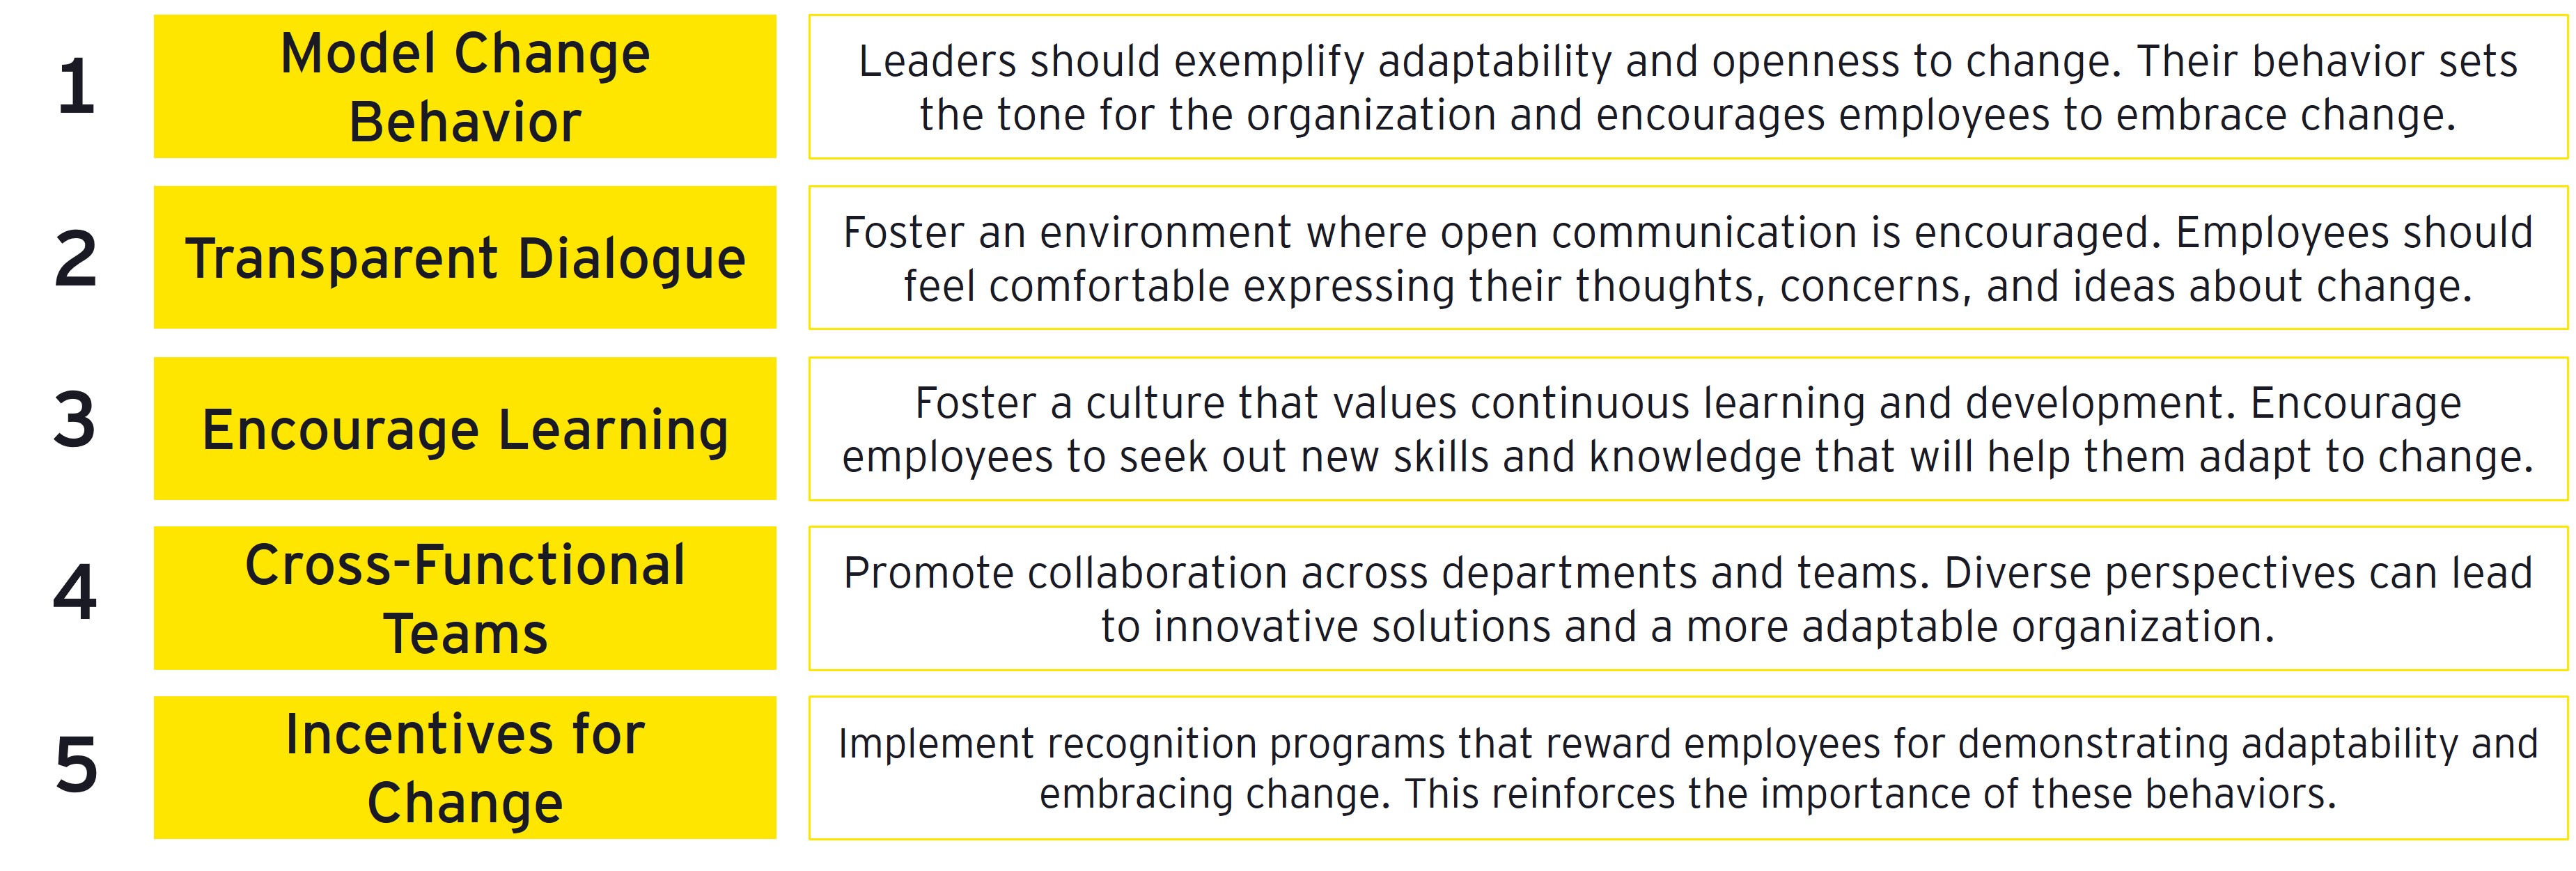 1
Model Change
Behavior
Leaders should exemplify adaptability and openness to change. Their behavior sets
the tone for the organization and encourages employees to embrace change.
2
Transparent Dialogue
Foster an environment where open communication is encouraged. Employees should
feel comfortable expressing their thoughts, concerns, and ideas about change.
3
Encourage Learning
Foster a culture that values continuous learning and development. Encourage
employees to seek out new skills and knowledge that will help them adapt to change.
4
Cross-Functional
Teams
Promote collaboration across departments and teams. Diverse perspectives can lead
to innovative solutions and a more adaptable organization.
5
Incentives for
Change
Implement recognition programs that reward employees for demonstrating adaptability and
embracing change. This reinforces the importance of these behaviors.